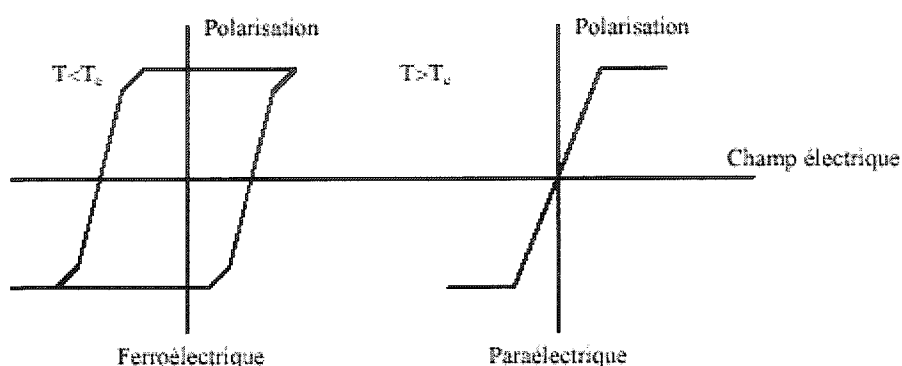 Polarisation
Polarisation
T<Tc
T>Tc
Champ électrique
Ferroélectrique
Paraélectrique